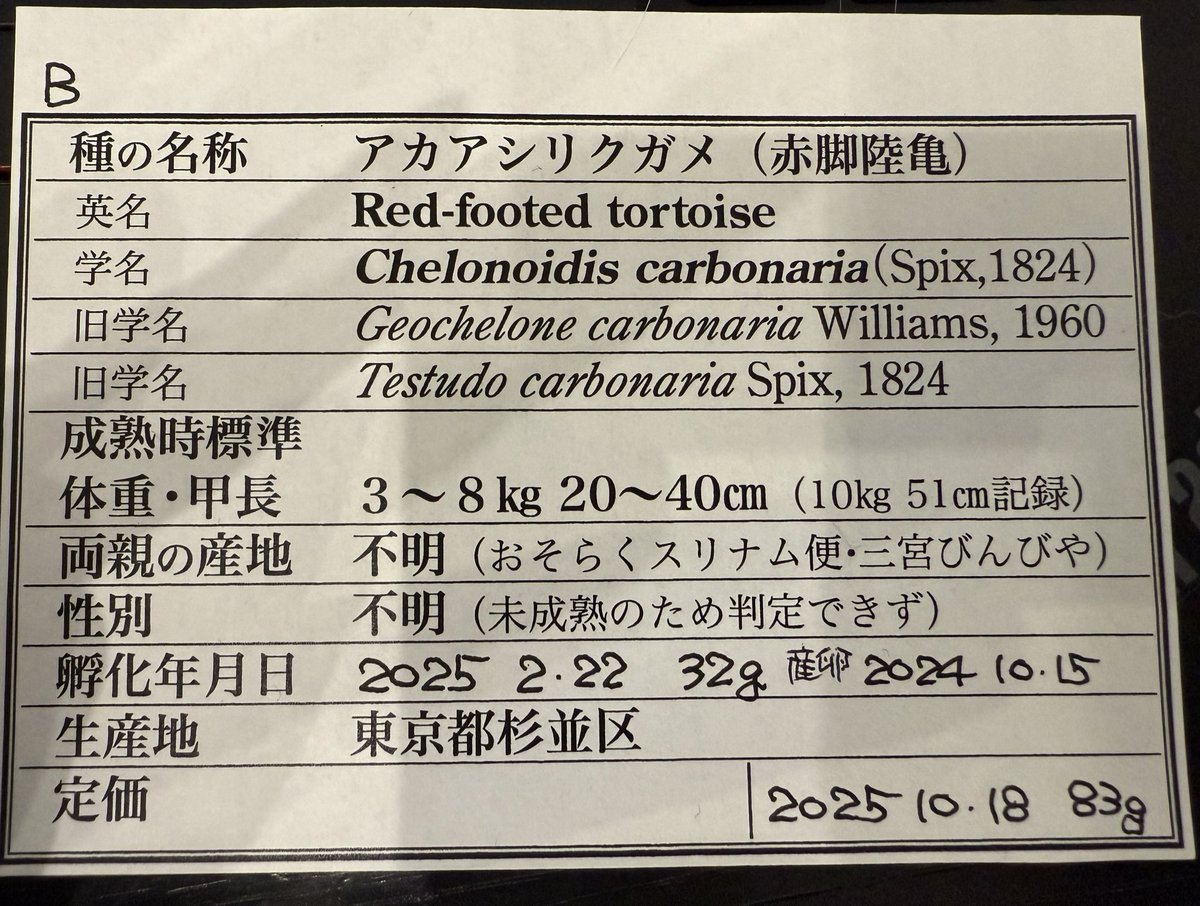 B
種の名称 アカアシリクガメ（赤脚陸亀）
英名 Red-footed tortoise
学名 Chelonoidis carbonaria(Spix,1824)
旧学名 Geochelone carbonaria Williams, 1960
旧学名 Testudo carbonaria Spix, 1824
成熟時標準
体重・甲長 3～8㎏ 20～40㎝（10㎏ 51㎝記録）
両親の産地 不明（おそらくスリナム便・三宮びんびや）
性別 不明（未成熟のため判定できず）
孵化年月日 2025 2.22 32g 産卵 2024 10.15
生産地 東京都杉並区
定価 2025 10.18 83g